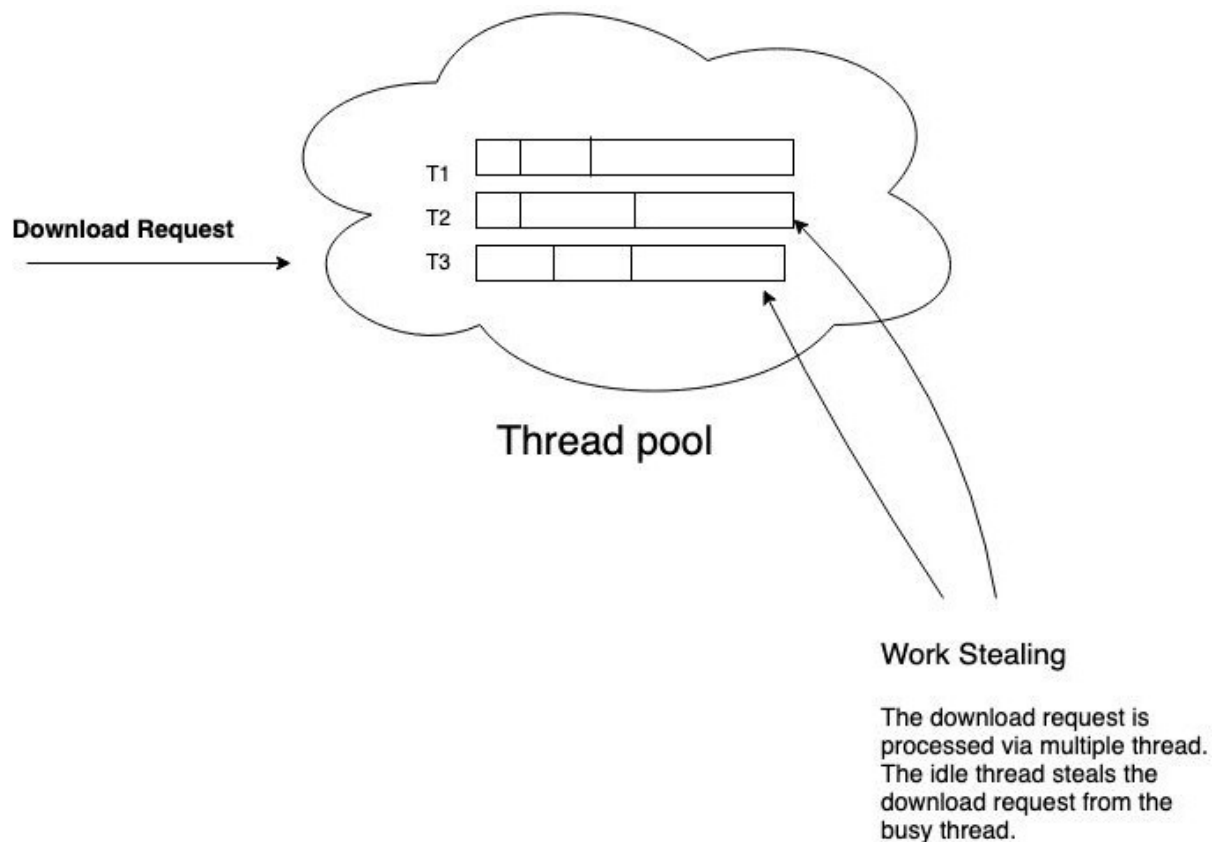 T1
Download Request
T2
T3
Thread pool
Work Stealing
The download request is
processed via multiple thread.
The idle thread steals the
download request from the
busy thread.